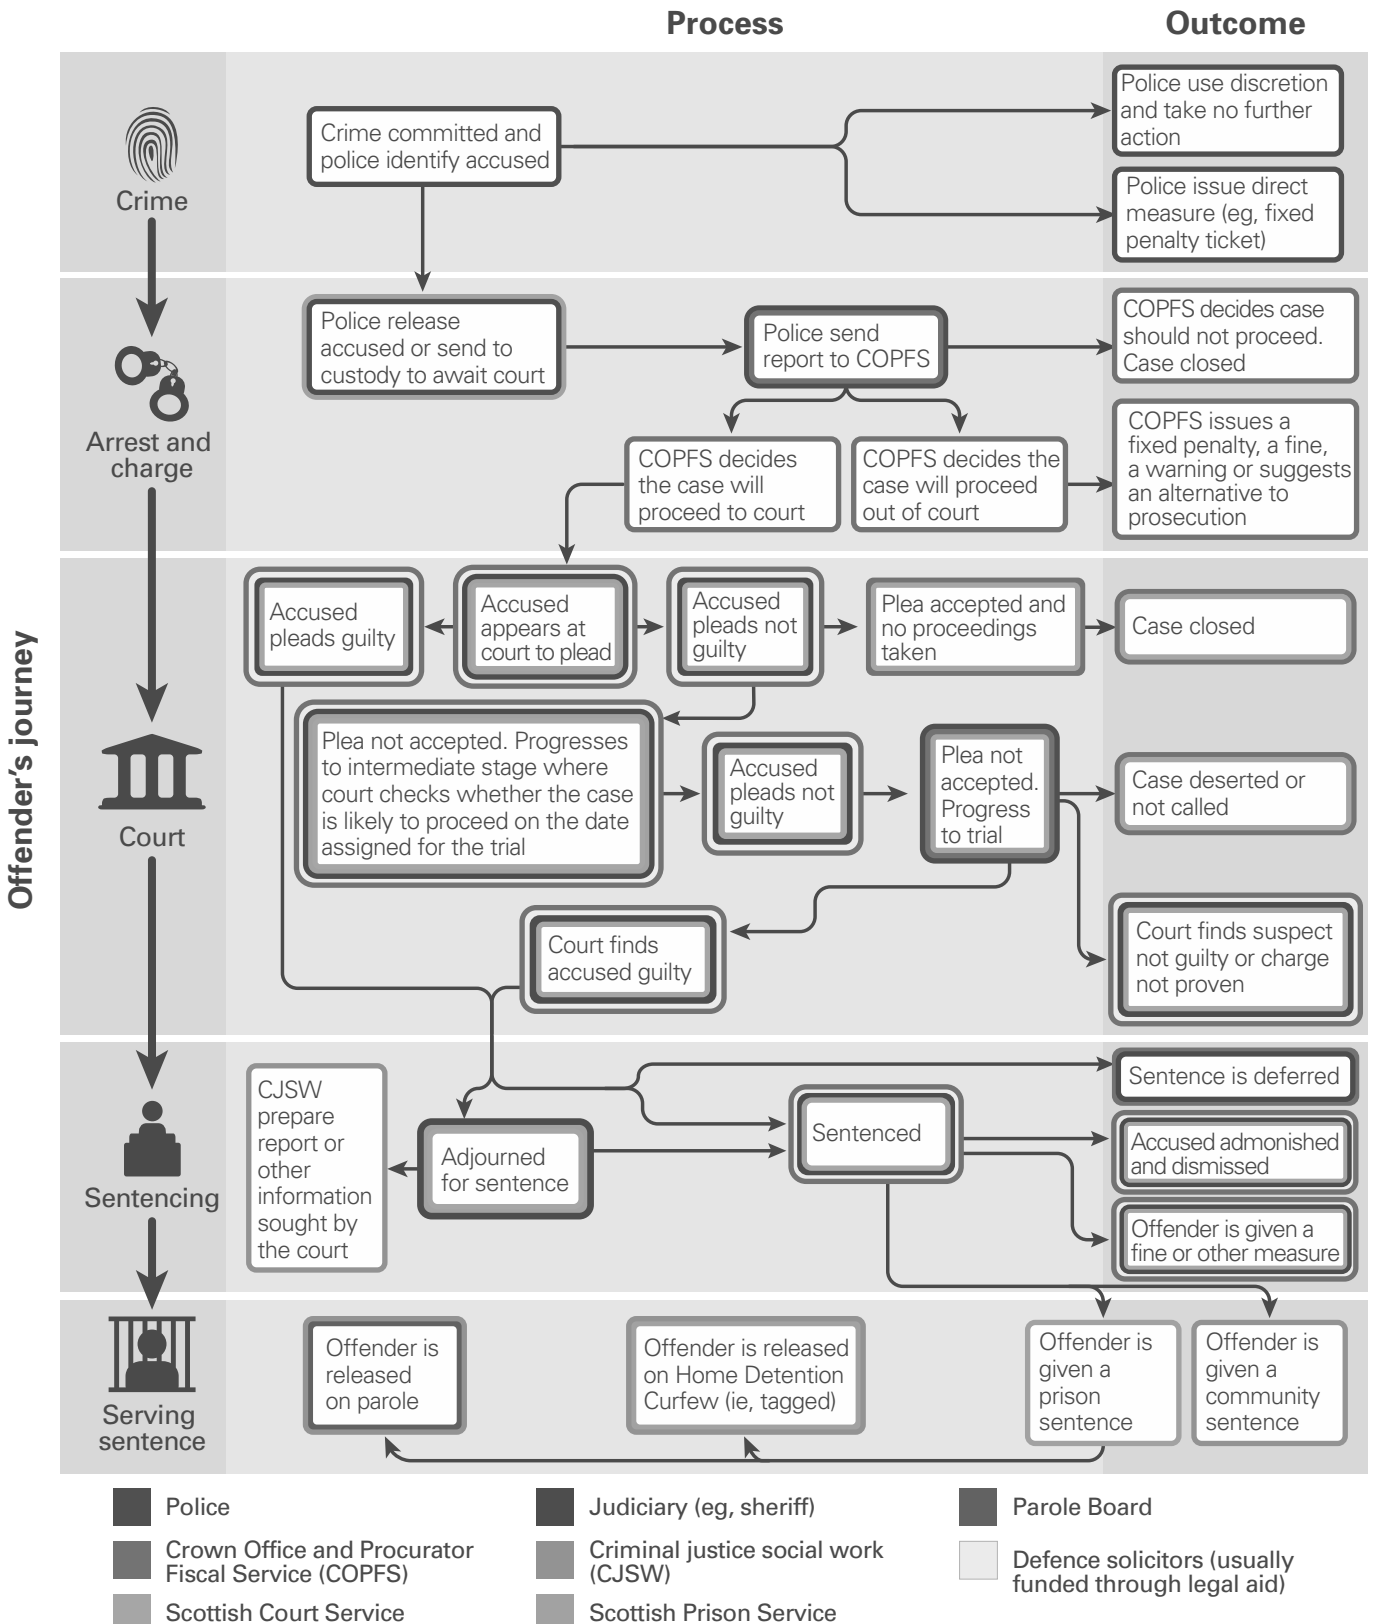 Process
Outcome
Offender's journey
Crime
Crime committed and
police identify accused
Police use discretion
and take no further
action
Police issue direct
measure (eg, fixed
penalty ticket)
Arrest and
charge
Police release
accused or send to
custody to await court
Police send
report to COPFS
COPFS decides case
should not proceed.
Case closed
COPFS decides
the case will
proceed to court
COPFS decides the
case will proceed
out of court
COPFS issues a
fixed penalty, a fine,
a warning or suggests
an alternative to
prosecution
Court
Accused
pleads guilty
Accused
appears at
court to plead
Accused
pleads not
guilty
Plea accepted and
no proceedings
taken
Case closed
Plea not accepted. Progresses
to intermediate stage where
court checks whether the case
is likely to proceed on the date
assigned for the trial
Accused
pleads not
guilty
Plea not
accepted.
Progress
to trial
Case deserted or
not called
Court finds
accused guilty
Court finds suspect
not guilty or charge
not proven
Sentencing
CJSW
prepare
report or
other
information
sought by
the court
Adjourned
for sentence
Sentenced
Sentence is deferred
Accused admonished
and dismissed
Offender is given a
fine or other measure
Serving
sentence
Offender is
released
on parole
Offender is released
on Home Detention
Curfew (ie, tagged)
Offender is
given a
prison
sentence
Offender is
given a
community
sentence
Police
Judiciary (eg, sheriff)
Parole Board
Crown Office and Procurator
Fiscal Service (COPFS)
Criminal justice social work
(CJSW)
Defence solicitors (usually
funded through legal aid)
Scottish Court Service
Scottish Prison Service